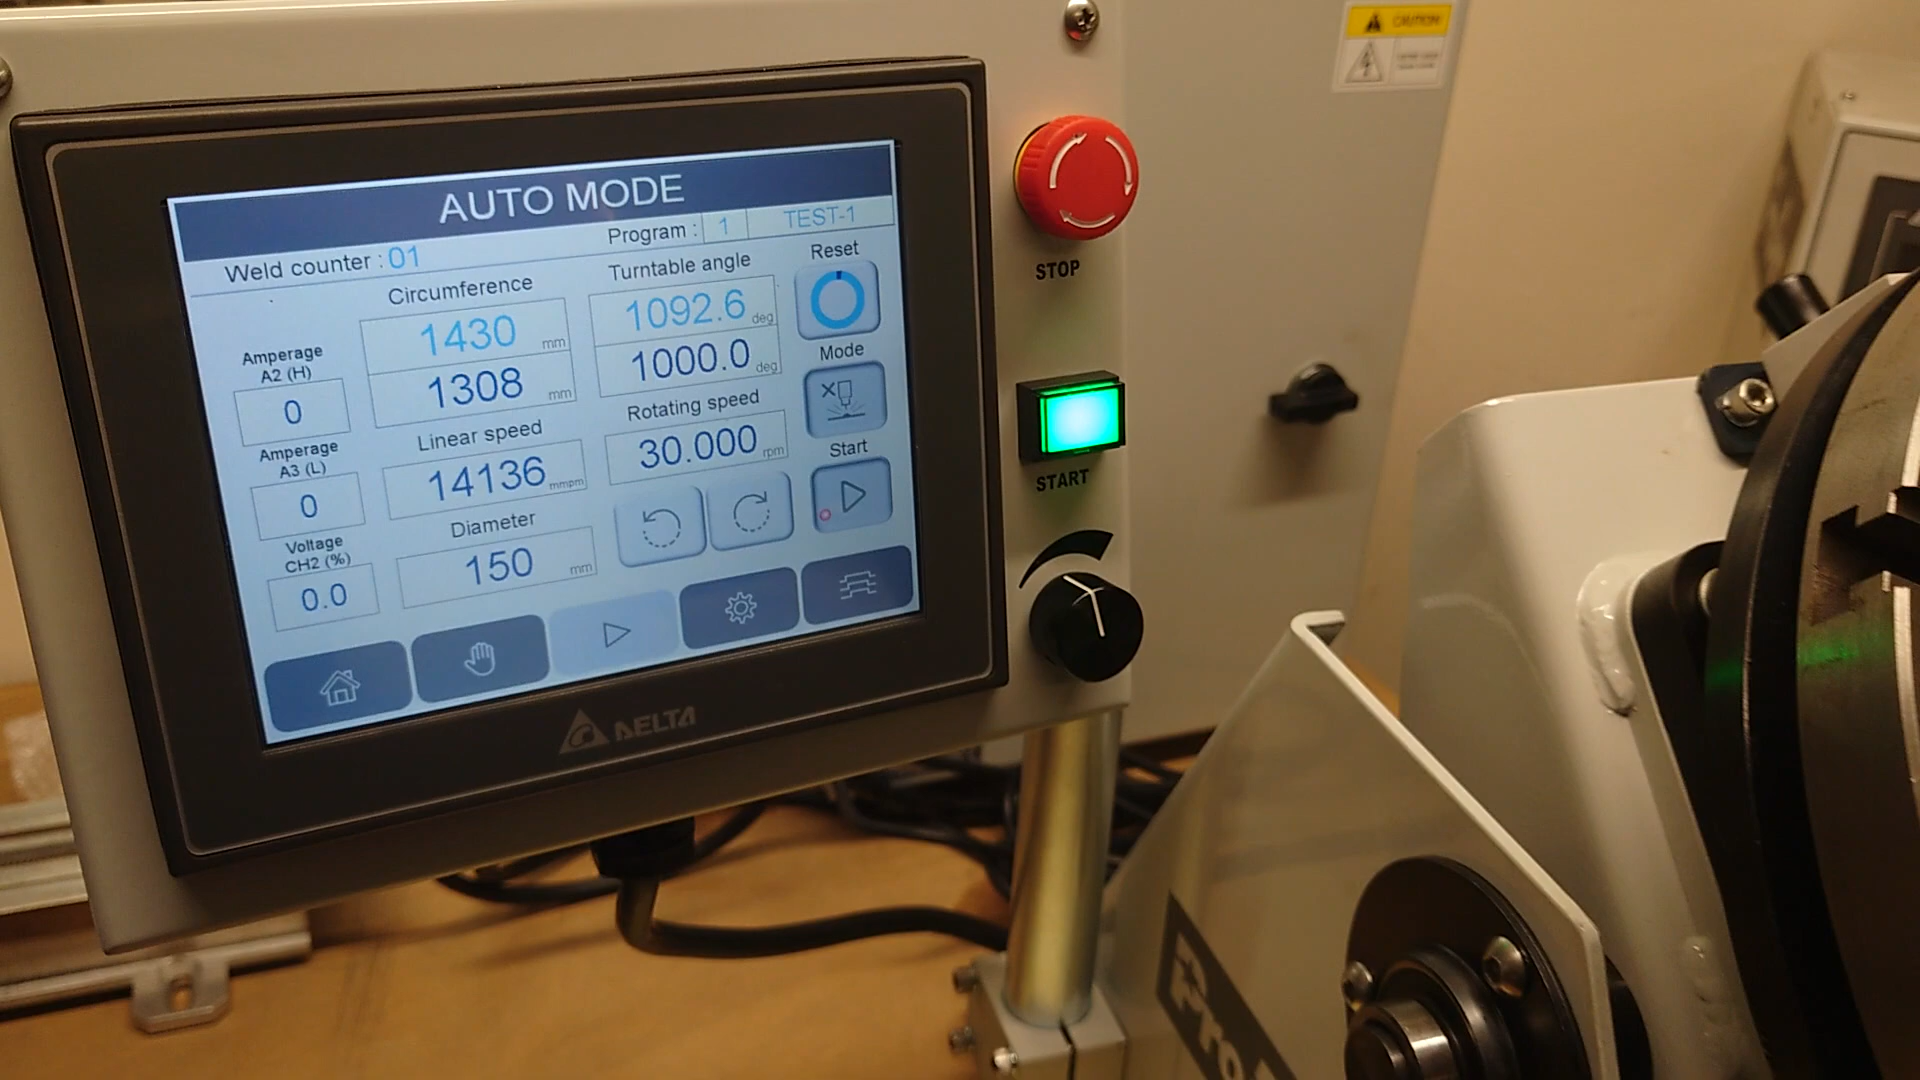 CAUTION
AUTO MODE
Weld counter : 01
Program : 1 TEST-1
Circumference
1430 mm
1308 mm
Turntable angle
1092.6 deg
1000.0 deg
Reset
Mode
Start
Amperage
A2 (H)
0
Amperage
A3 (L)
0
Voltage
CH2 (%)
0.0
Linear speed
14136 mmpm
Rotating speed
30.000 rpm
Diameter
150 mm
DELTA
STOP
START
Pro